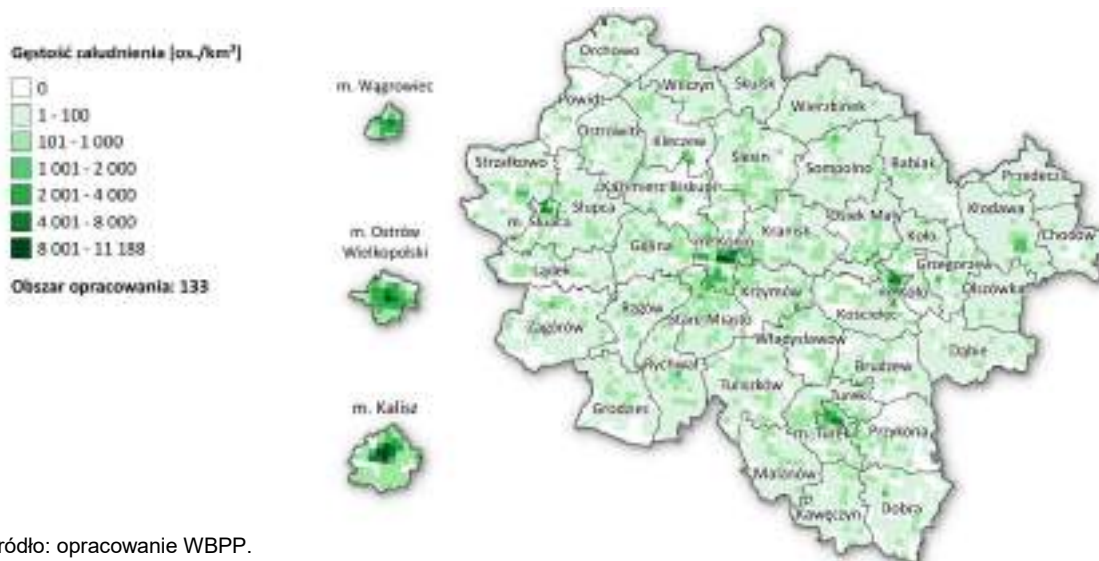 Gęstość zaludnienia [os./km²]
0
1 - 100
101 - 1 000
1 001 - 2 000
2 001 - 4 000
4 001 - 8 000
8 001 - 11 188
Obszar opracowania: 133
m. Wągrowiec
m. Ostrów
Wielkopolski
m. Kalisz
Orchowo
Wilczyn
Skulsk
Wierzbinek
Powidz
Ostrowite
Kleczew
Ślesin
Sompolno
Babiak
Przedecz
Strzałkowo
Kazimierz Biskupi
Kłodawa
Słupca
m. Słupca
Osiek Mały
Koło
Chodów
Golina
m. Konin
Kramsk
Grzegorzew
Lądek
Krzymów
m. Koło
Olszówka
Zagórów
Rzgów
Stare Miasto
Kościelec
Władysławów
Dąbie
Rychwał
Tuliszków
Brudzew
Grodziec
Turek
m. Turek
Przykona
Malanów
Kawęczyn
Dobra
ródło: opracowanie WBPP.